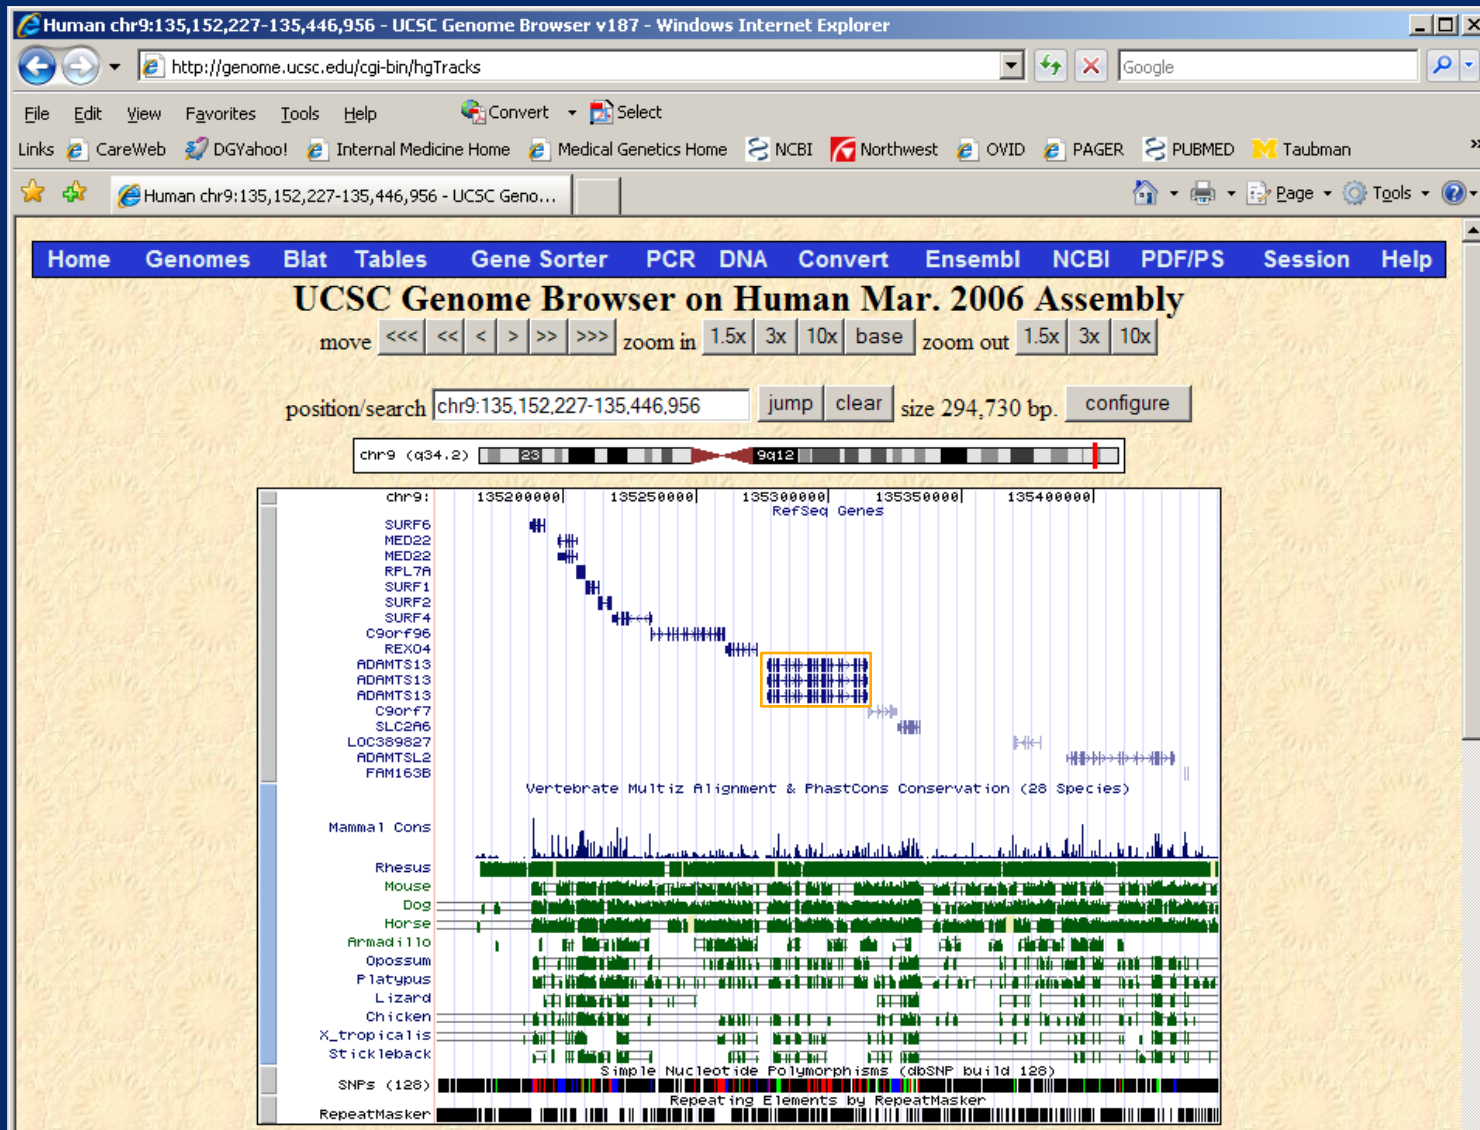 Human chr9:135,152,227-135,446,956 - UCSC Genome Browser v187 - Windows Internet Explorer
http://genome.ucsc.edu/cgi-bin/hgTracks Google
File Edit View Favorites Tools Help Convert Select
Links CareWeb DGYahoo! Internal Medicine Home Medical Genetics Home NCBI Northwest OVID PAGER PUBMED Taubman »
Human chr9:135,152,227-135,446,956 - UCSC Geno... Page Tools
Home Genomes Blat Tables Gene Sorter PCR DNA Convert Ensembl NCBI PDF/PS Session Help
UCSC Genome Browser on Human Mar. 2006 Assembly
move <<< << < > >> >>> zoom in 1.5x 3x 10x base zoom out 1.5x 3x 10x
position/search chr9:135,152,227-135,446,956 jump clear size 294,730 bp. configure
chr9 (q34.2) 23 9q12
chr9: 135200000| 135250000| 135300000| 135350000| 135400000|
RefSeq Genes
SURF6
MED22
MED22
RPL7A
SURF1
SURF2
SURF4
C9orf96
REXO4
ADAMTS13
ADAMTS13
ADAMTS13
C9orf7
SLC2A6
LOC389827
ADAMTSL2
FAM163B
Vertebrate Multiz Alignment & PhastCons Conservation (28 Species)
Mammal Cons
Rhesus
Mouse
Dog
Horse
Armadillo
Opossum
Platypus
Lizard
Chicken
X_tropicalis
Stickleback
Simple Nucleotide Polymorphisms (dbSNP build 128)
SNPs (128)
Repeating Elements by RepeatMasker
RepeatMasker